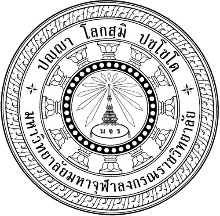 ปญฺญา โลกสฺมิ ปชฺโชโต
มจร
มหาวิทยาลัยมหาจุฬาลงกรณราชวิทยาลัย